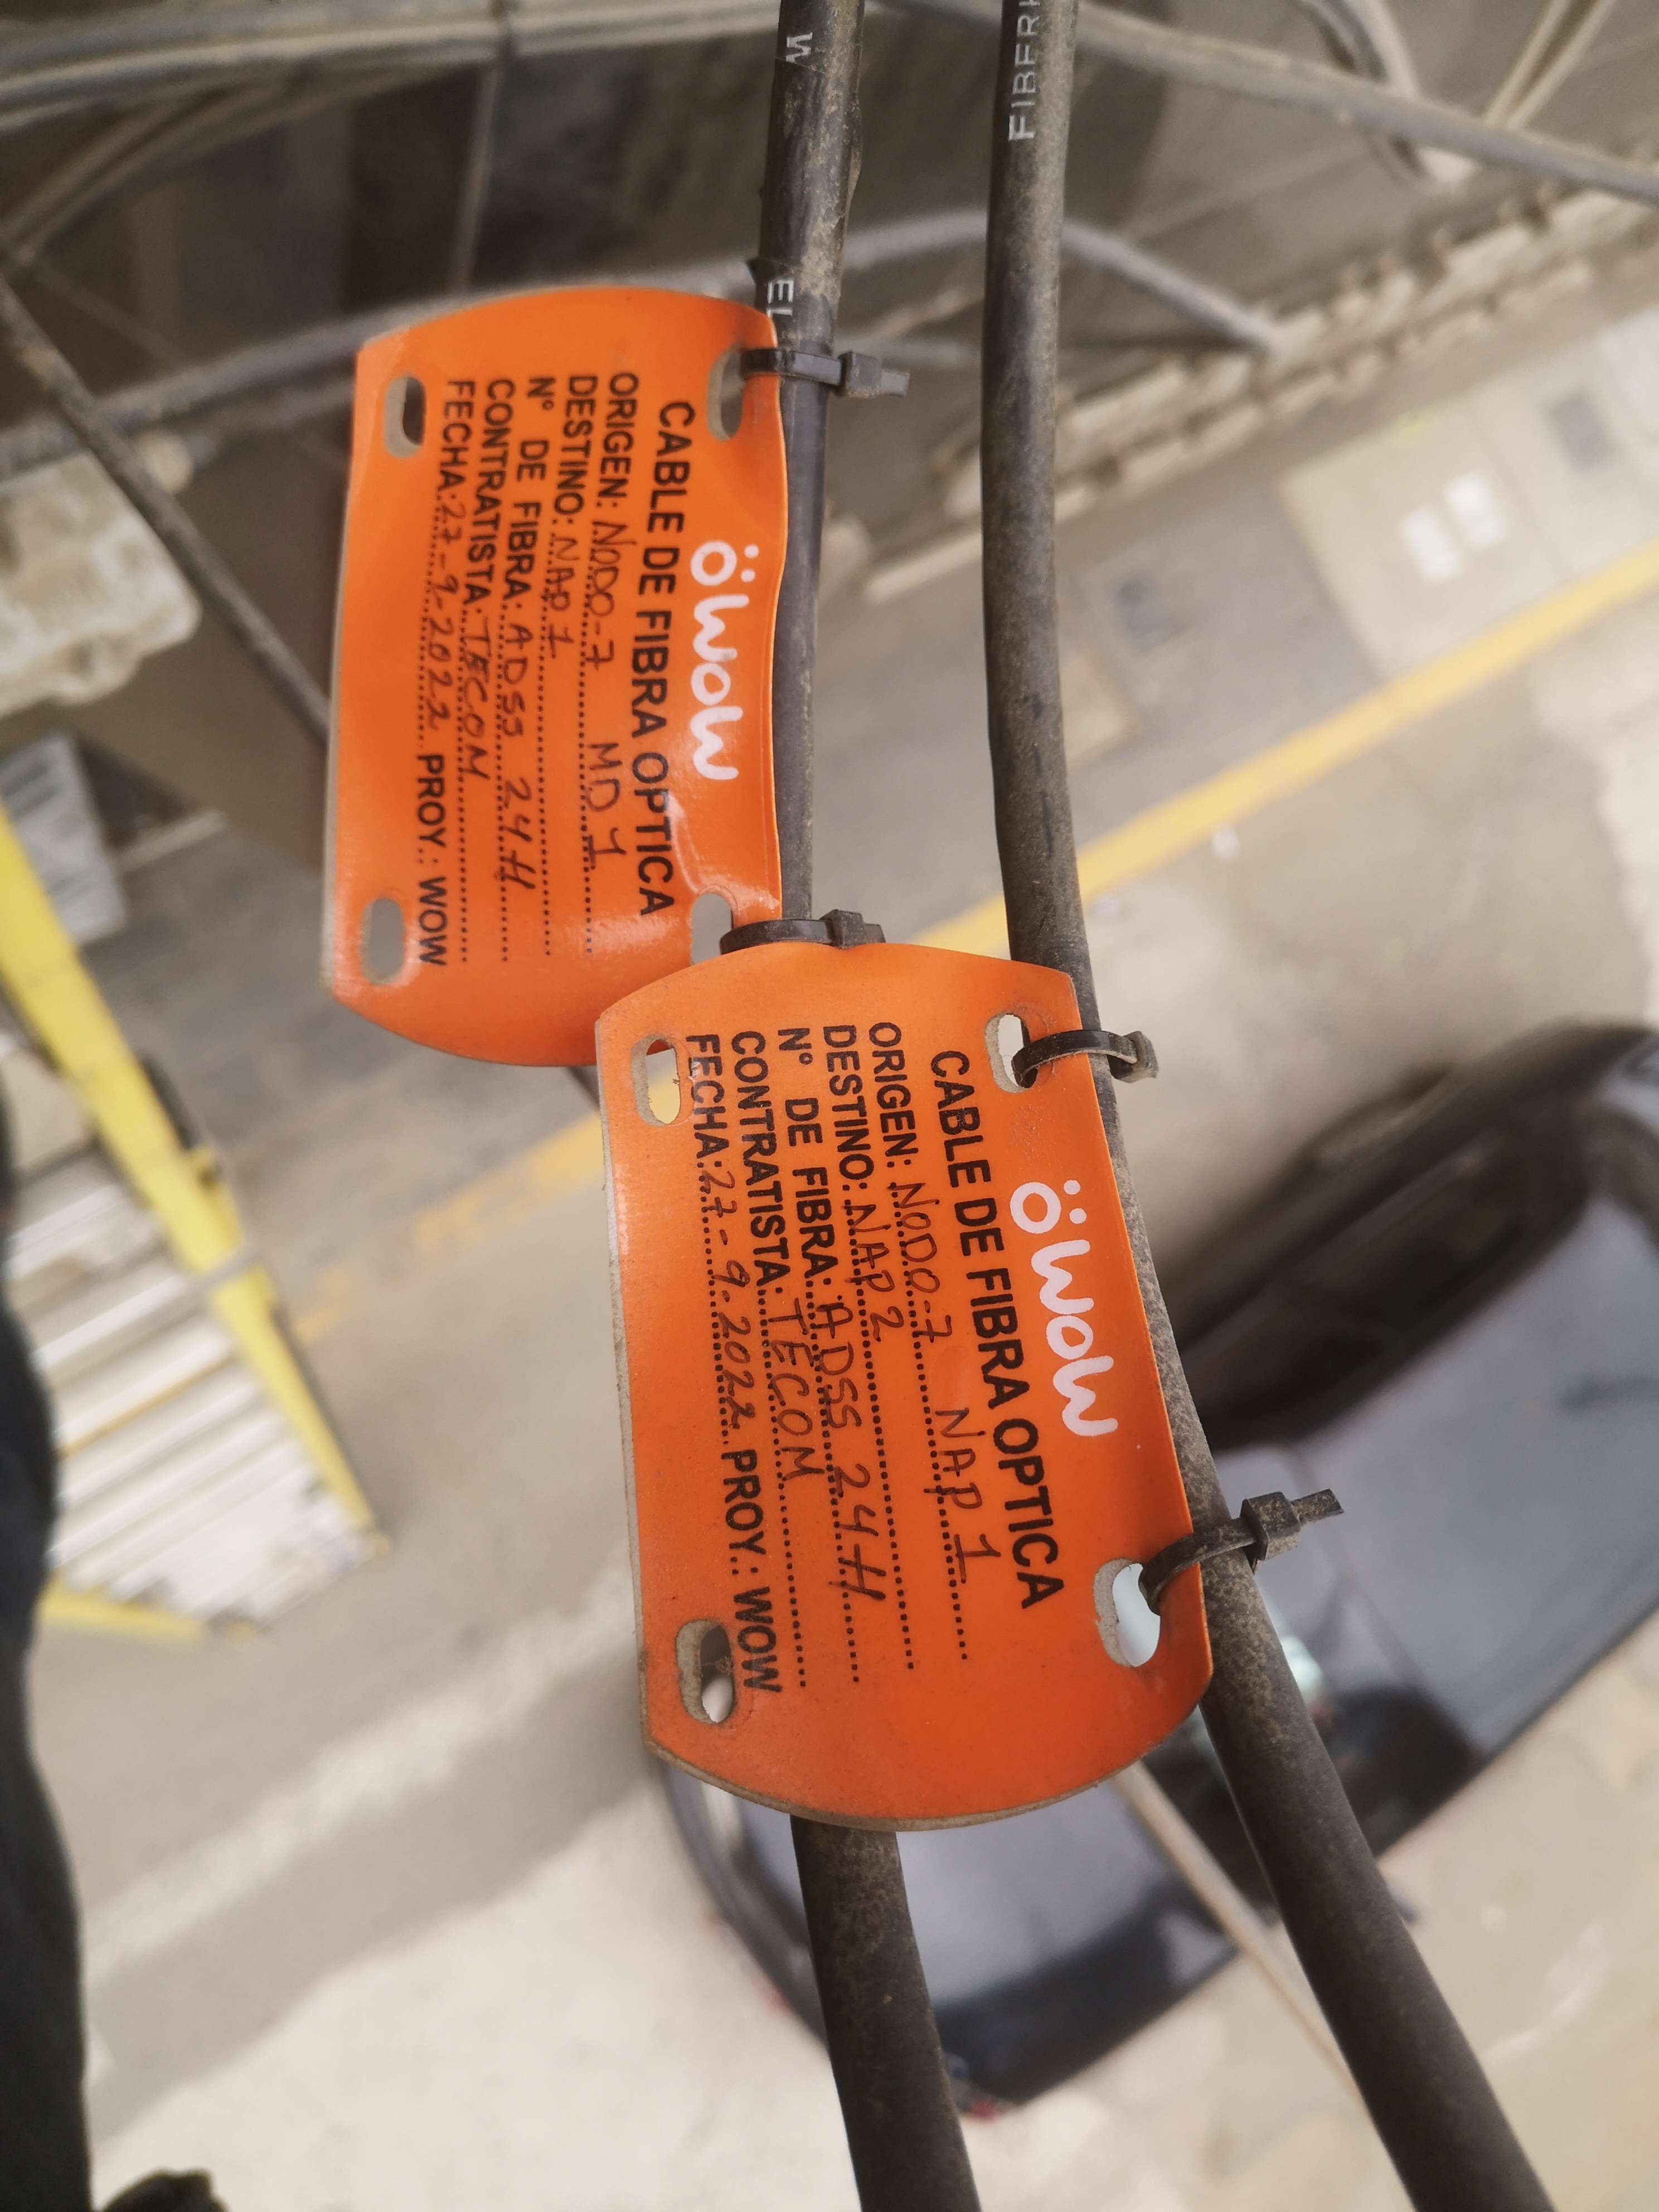 öwow
CABLE DE FIBRA OPTICA
ORIGEN: NODO-7 MD 1
DESTINO: NAP 1
N° DE FIBRA: ADSS 24H
CONTRATISTA: TECOM
FECHA: 27-9-2022 PROY.: WOW
öwow
CABLE DE FIBRA OPTICA
ORIGEN: NODO-7 NAP 1
DESTINO: NAP 2
N° DE FIBRA: ADSS 24H
CONTRATISTA: TECOM
FECHA: 27-9-2022 PROY.: WOW